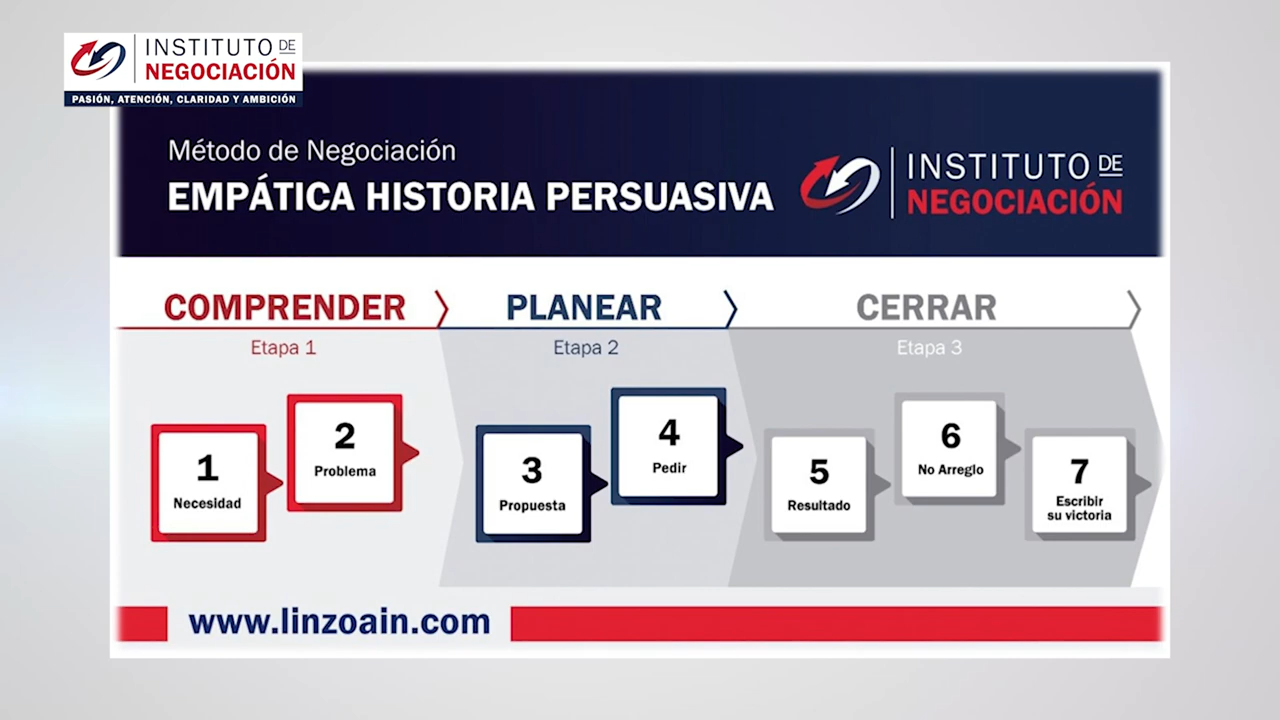 INSTITUTO DE
NEGOCIACIÓN
PASIÓN, ATENCIÓN, CLARIDAD Y AMBICIÓN
Método de Negociación
EMPÁTICA HISTORIA PERSUASIVA
INSTITUTO DE
NEGOCIACIÓN
COMPRENDER
Etapa 1
PLANEAR
Etapa 2
CERRAR
Etapa 3
1
Necesidad
2
Problema
3
Propuesta
4
Pedir
5
Resultado
6
No Arreglo
7
Escribir
su victoria
www.linzoain.com